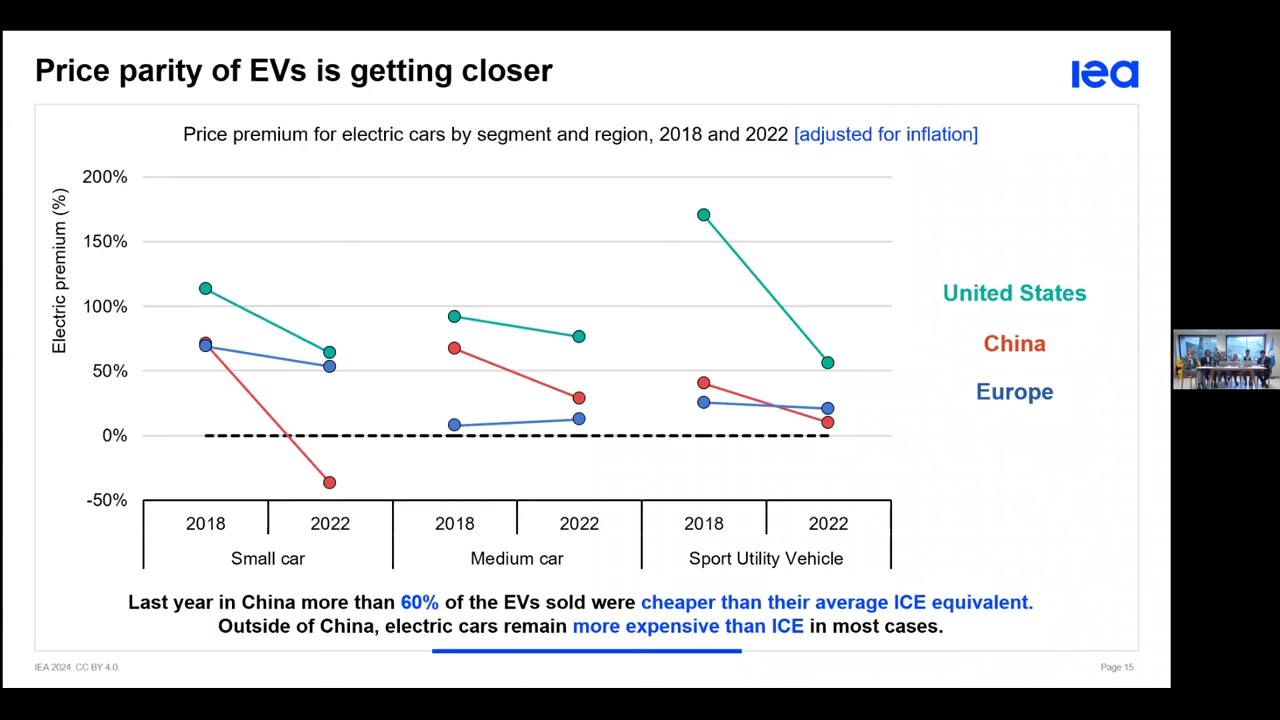 Price parity of EVs is getting closer
iea
Price premium for electric cars by segment and region, 2018 and 2022 [adjusted for inflation]
Electric premium (%)
200%
150%
100%
50%
0%
-50%
2018 2022 2018 2022 2018 2022
Small car Medium car Sport Utility Vehicle
United States
China
Europe
Last year in China more than 60% of the EVs sold were cheaper than their average ICE equivalent.
Outside of China, electric cars remain more expensive than ICE in most cases.
IEA 2024. CC BY 4.0.
Page 15